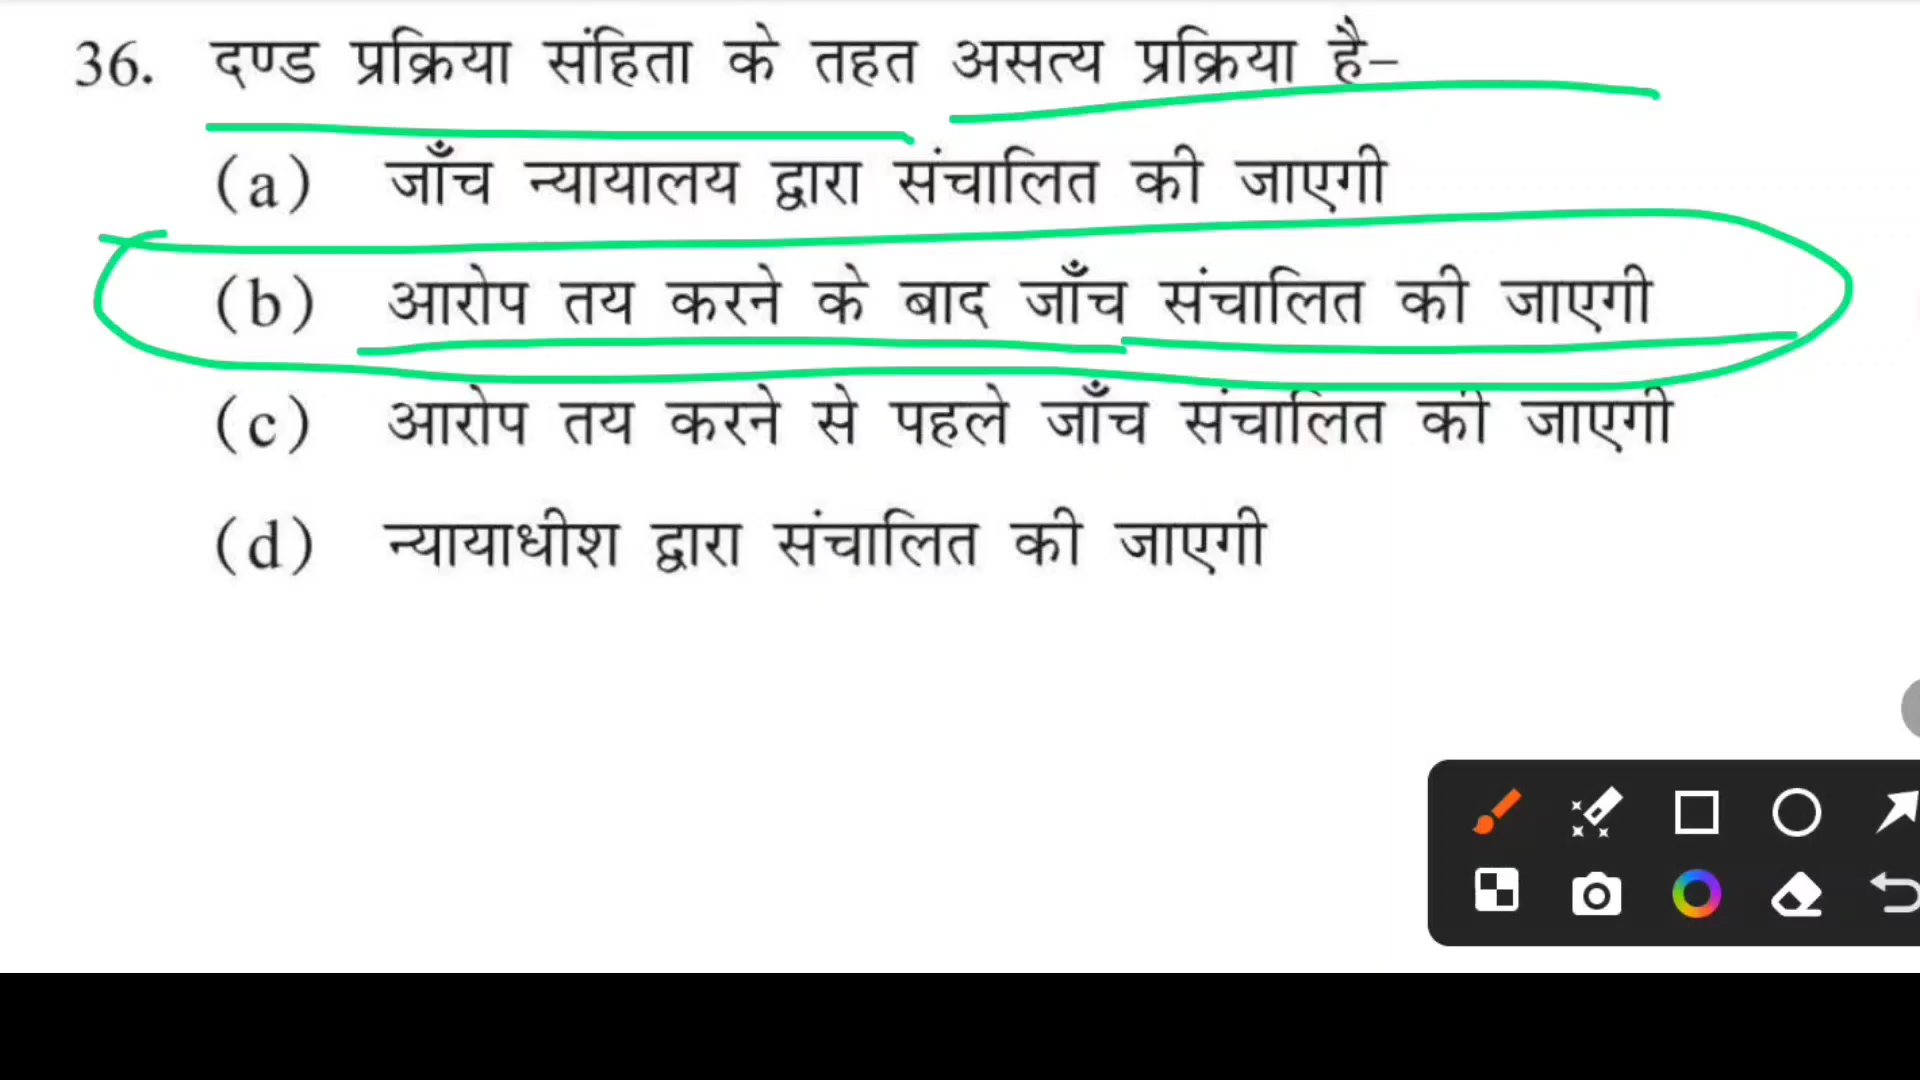 36. दण्ड प्रक्रिया संहिता के तहत असत्य प्रक्रिया है–
(a) जाँच न्यायालय द्वारा संचालित की जाएगी
(b) आरोप तय करने के बाद जाँच संचालित की जाएगी
(c) आरोप तय करने से पहले जाँच संचालित की जाएगी
(d) न्यायाधीश द्वारा संचालित की जाएगी